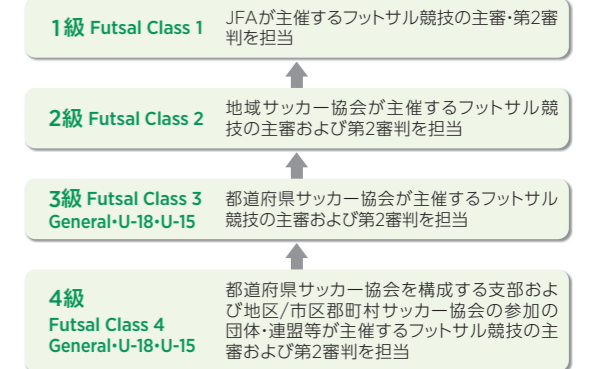 1級 Futsal Class 1
JFAが主催するフットサル競技の主審・第2審
判を担当
2級 Futsal Class 2
地域サッカー協会が主催するフットサル競
技の主審および第2審判を担当
3級 Futsal Class 3
General・U-18・U-15
都道府県サッカー協会が主催するフットサル
競技の主審および第2審判を担当
4級
Futsal Class 4
General・U-18・U-15
都道府県サッカー協会を構成する支部およ
び地区/市区郡町村サッカー協会の参加の
団体・連盟等が主催するフットサル競技の主
審および第2審判を担当